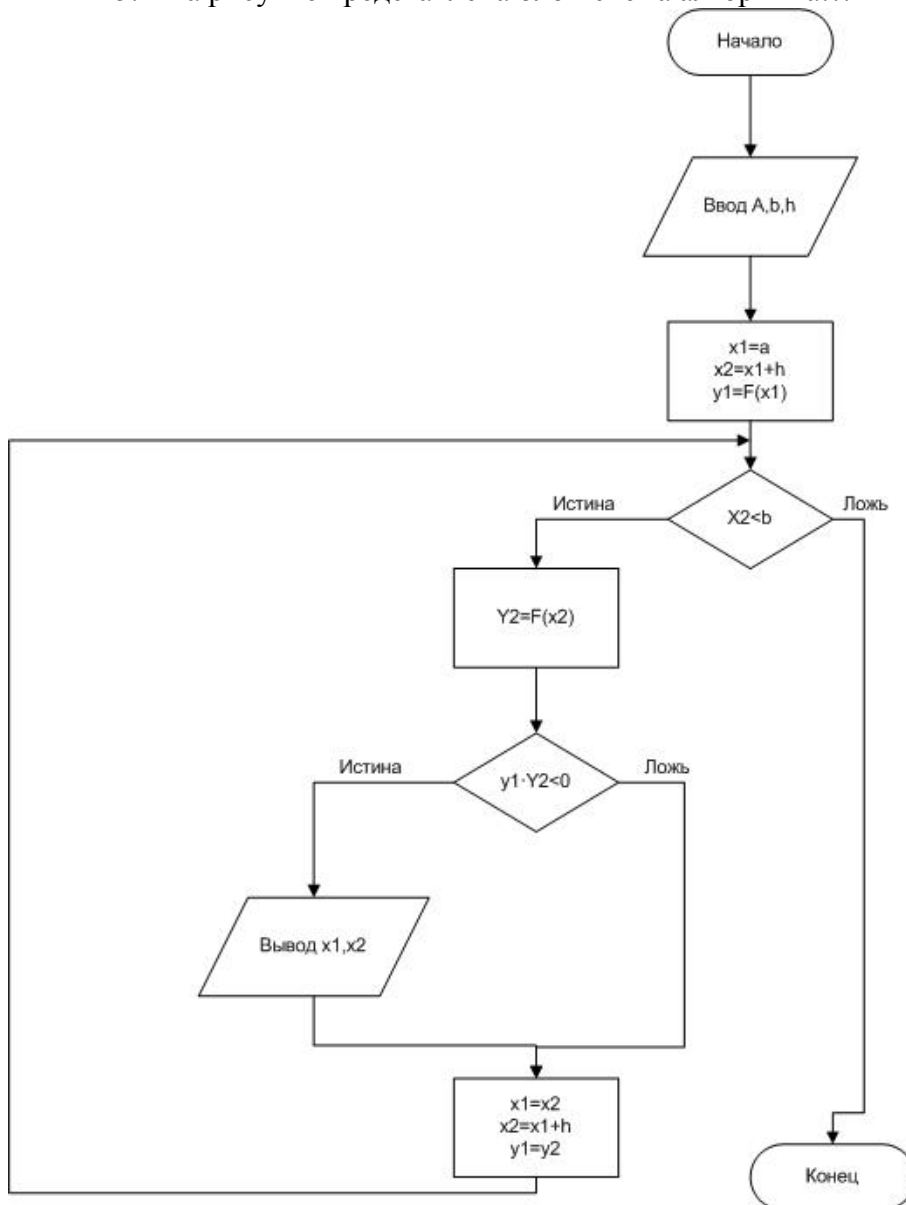 Начало
Ввод A,b,h
x1=a
x2=x1+h
y1=F(x1)
X2<b
Истина
Ложь
Y2=F(x2)
y1·Y2<0
Истина
Ложь
Вывод x1,x2
x1=x2
x2=x1+h
y1=y2
Конец